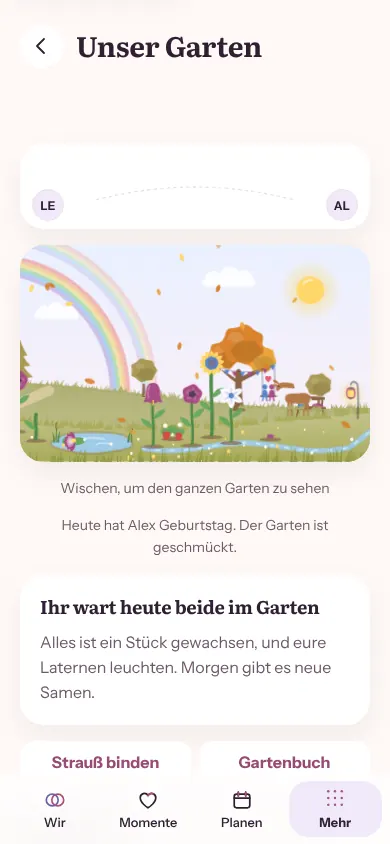 Unser Garten
LE
AL
Wischen, um den ganzen Garten zu sehen
Heute hat Alex Geburtstag. Der Garten ist
geschmückt.
Ihr wart heute beide im Garten
Alles ist ein Stück gewachsen, und eure
Laternen leuchten. Morgen gibt es neue
Samen.
Strauß binden
Gartenbuch
Wir
Momente
Planen
Mehr